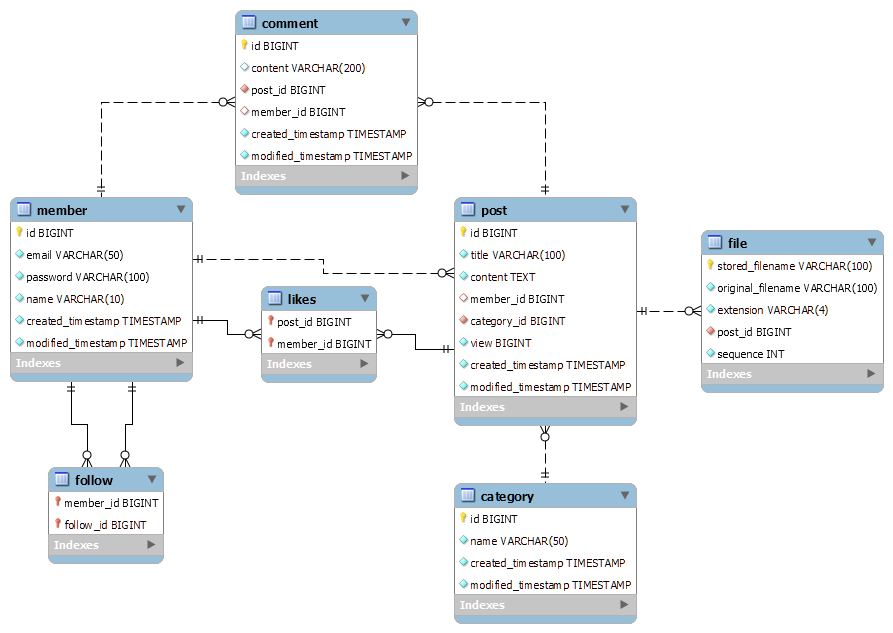 comment
id BIGINT
content VARCHAR(200)
post_id BIGINT
member_id BIGINT
created_timestamp TIMESTAMP
modified_timestamp TIMESTAMP
Indexes
member
id BIGINT
email VARCHAR(50)
password VARCHAR(100)
name VARCHAR(10)
created_timestamp TIMESTAMP
modified_timestamp TIMESTAMP
Indexes
likes
post_id BIGINT
member_id BIGINT
Indexes
post
id BIGINT
title VARCHAR(100)
content TEXT
member_id BIGINT
category_id BIGINT
view BIGINT
created_timestamp TIMESTAMP
modified_timestamp TIMESTAMP
Indexes
file
stored_filename VARCHAR(100)
original_filename VARCHAR(100)
extension VARCHAR(4)
post_id BIGINT
sequence INT
Indexes
follow
member_id BIGINT
follow_id BIGINT
Indexes
category
id BIGINT
name VARCHAR(50)
created_timestamp TIMESTAMP
modified_timestamp TIMESTAMP
Indexes